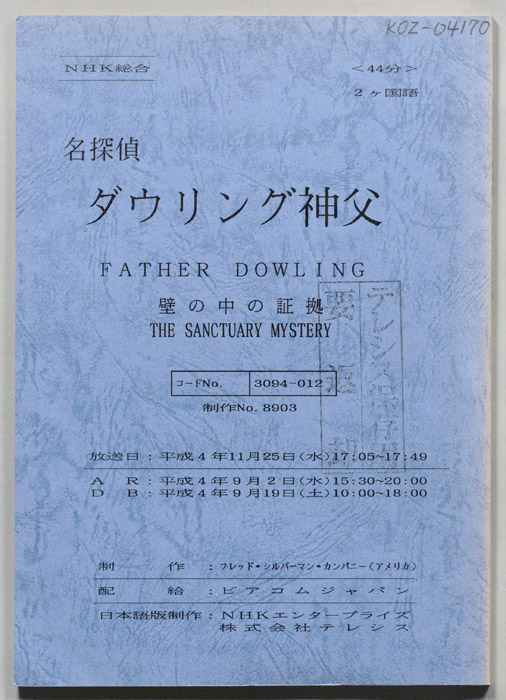 KOZ-04170
NHK総合 <44分>
2ヶ国語
名探偵
ダウリング神父
FATHER DOWLING
壁の中の証拠
THE SANCTUARY MYSTERY
コードNo. 3094-012
制作No. 8903
テレシス保存用
要返却
放送日:平成4年11月25日(水)17:05~17:49
AR:平成4年9月2日(水)15:30~20:00
DB:平成4年9月19日(土)10:00~18:00
制作:フレッド・シルバーマン・カンパニー(アメリカ)
配給:ビアコムジャパン
日本語版制作:NHKエンタープライズ
株式会社テレシス